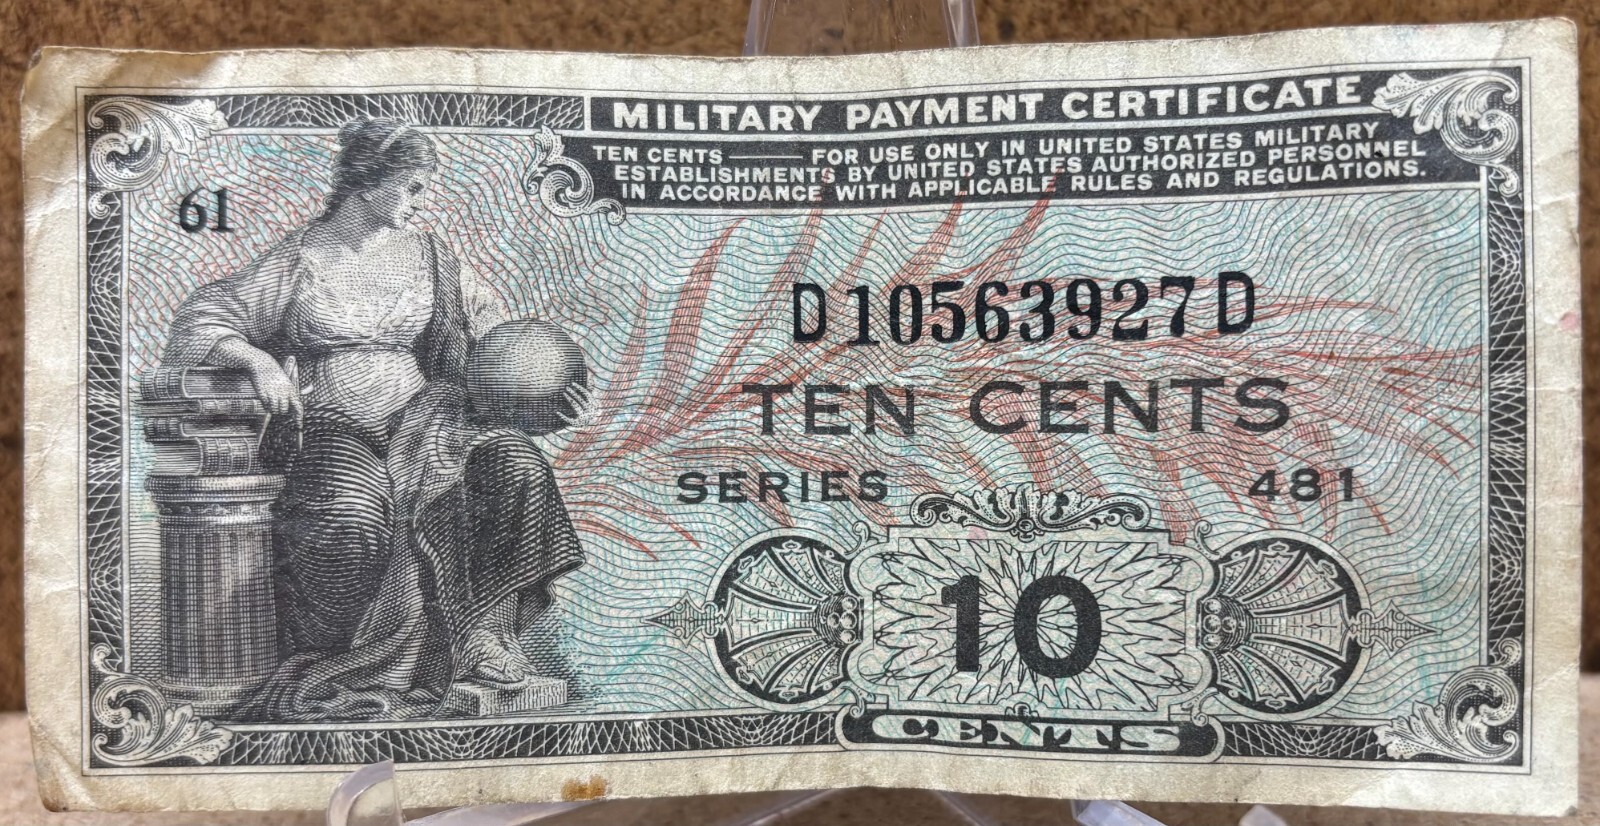 MILITARY PAYMENT CERTIFICATE
TEN CENTS —— FOR USE ONLY IN UNITED STATES MILITARY
ESTABLISHMENTS BY UNITED STATES AUTHORIZED PERSONNEL
IN ACCORDANCE WITH APPLICABLE RULES AND REGULATIONS.
61
D10563927D
TEN CENTS
SERIES 481
10
CENTS